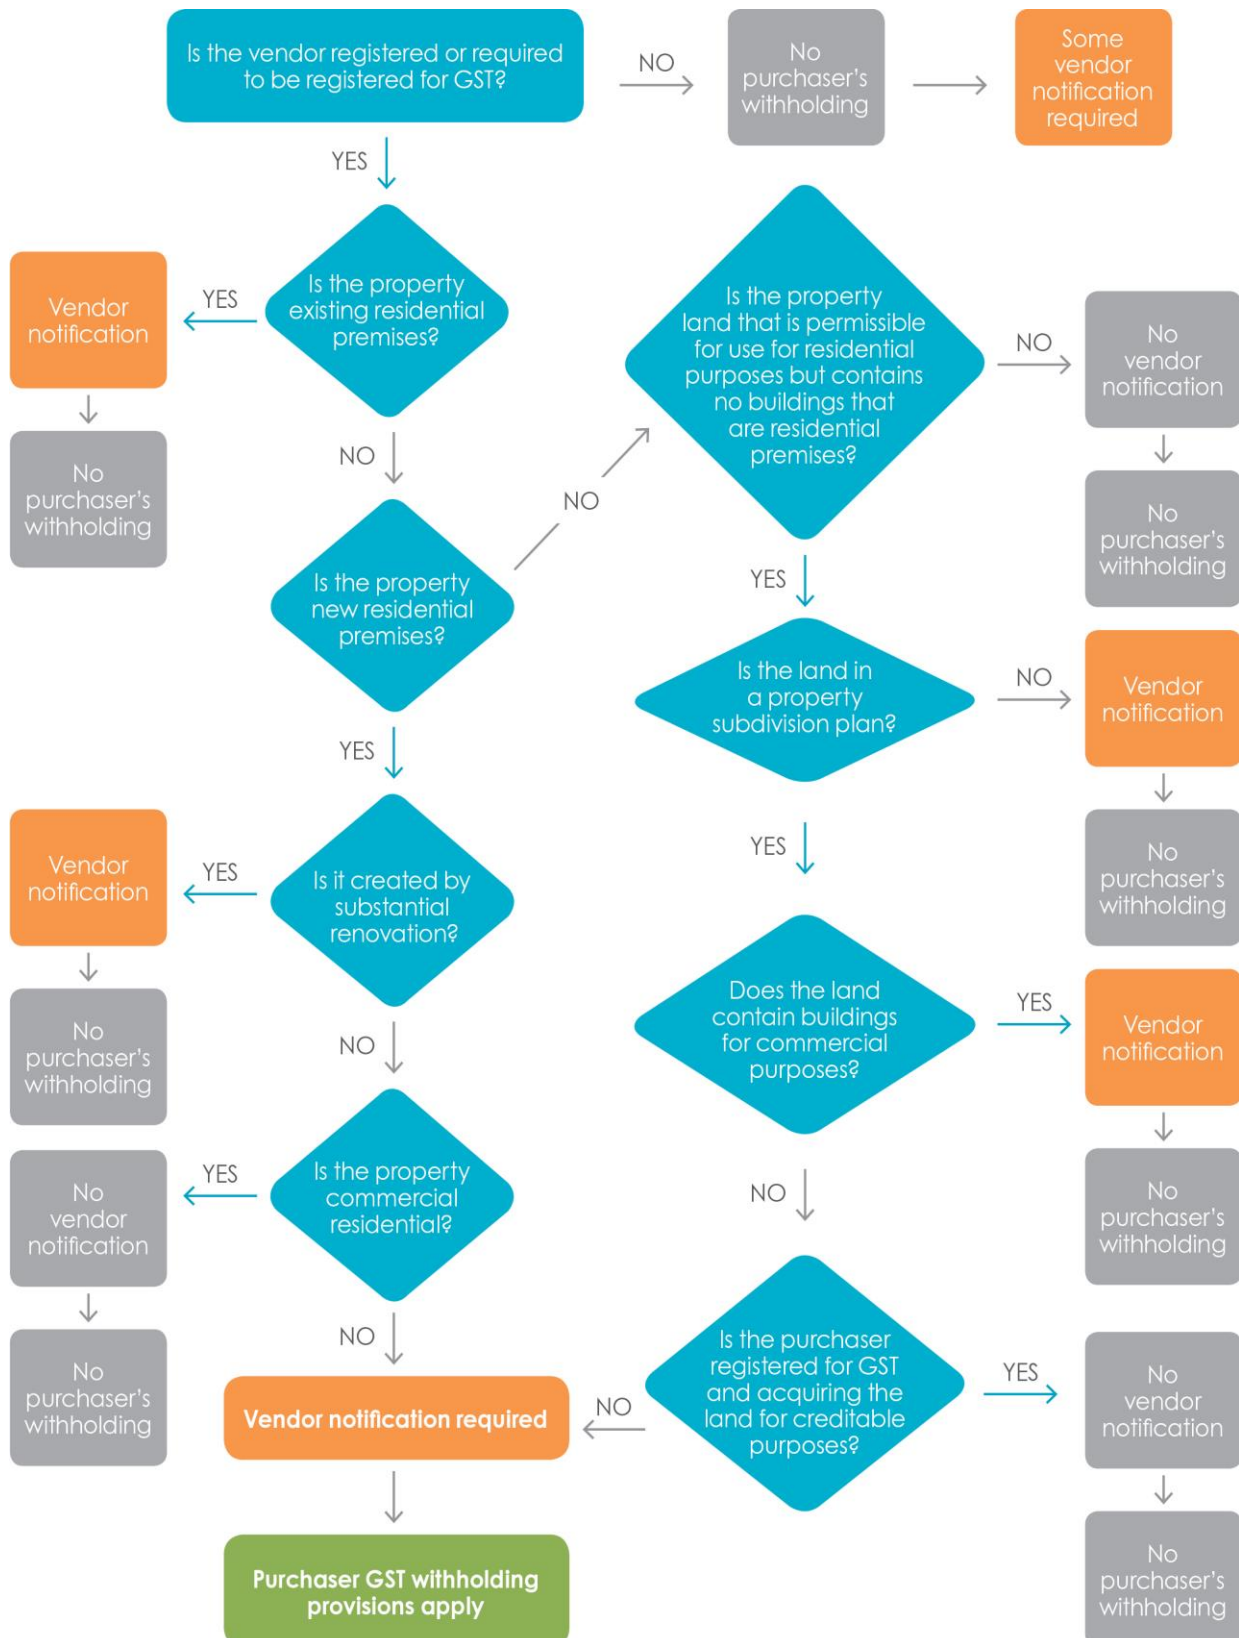 Is the vendor registered or required
to be registered for GST?
NO
No
purchaser's
withholding
Some
vendor
notification
required
YES
Is the property
existing residential
premises?
YES
Vendor
notification
No
purchaser's
withholding
NO
Is the property
new residential
premises?
NO
Is the property
land that is permissible
for use for residential
purposes but contains
no buildings that
are residential
premises?
NO
No
vendor
notification
No
purchaser's
withholding
YES
Is the land in
a property
subdivision plan?
NO
Vendor
notification
No
purchaser's
withholding
YES
Does the land
contain buildings
for commercial
purposes?
YES
Vendor
notification
No
purchaser's
withholding
NO
Is the purchaser
registered for GST
and acquiring the
land for creditable
purposes?
YES
No
vendor
notification
No
purchaser's
withholding
NO
YES
Is it created by
substantial
renovation?
YES
Vendor
notification
No
purchaser's
withholding
NO
Is the property
commercial
residential?
YES
No
vendor
notification
No
purchaser's
withholding
NO
Vendor notification required
Purchaser GST withholding
provisions apply